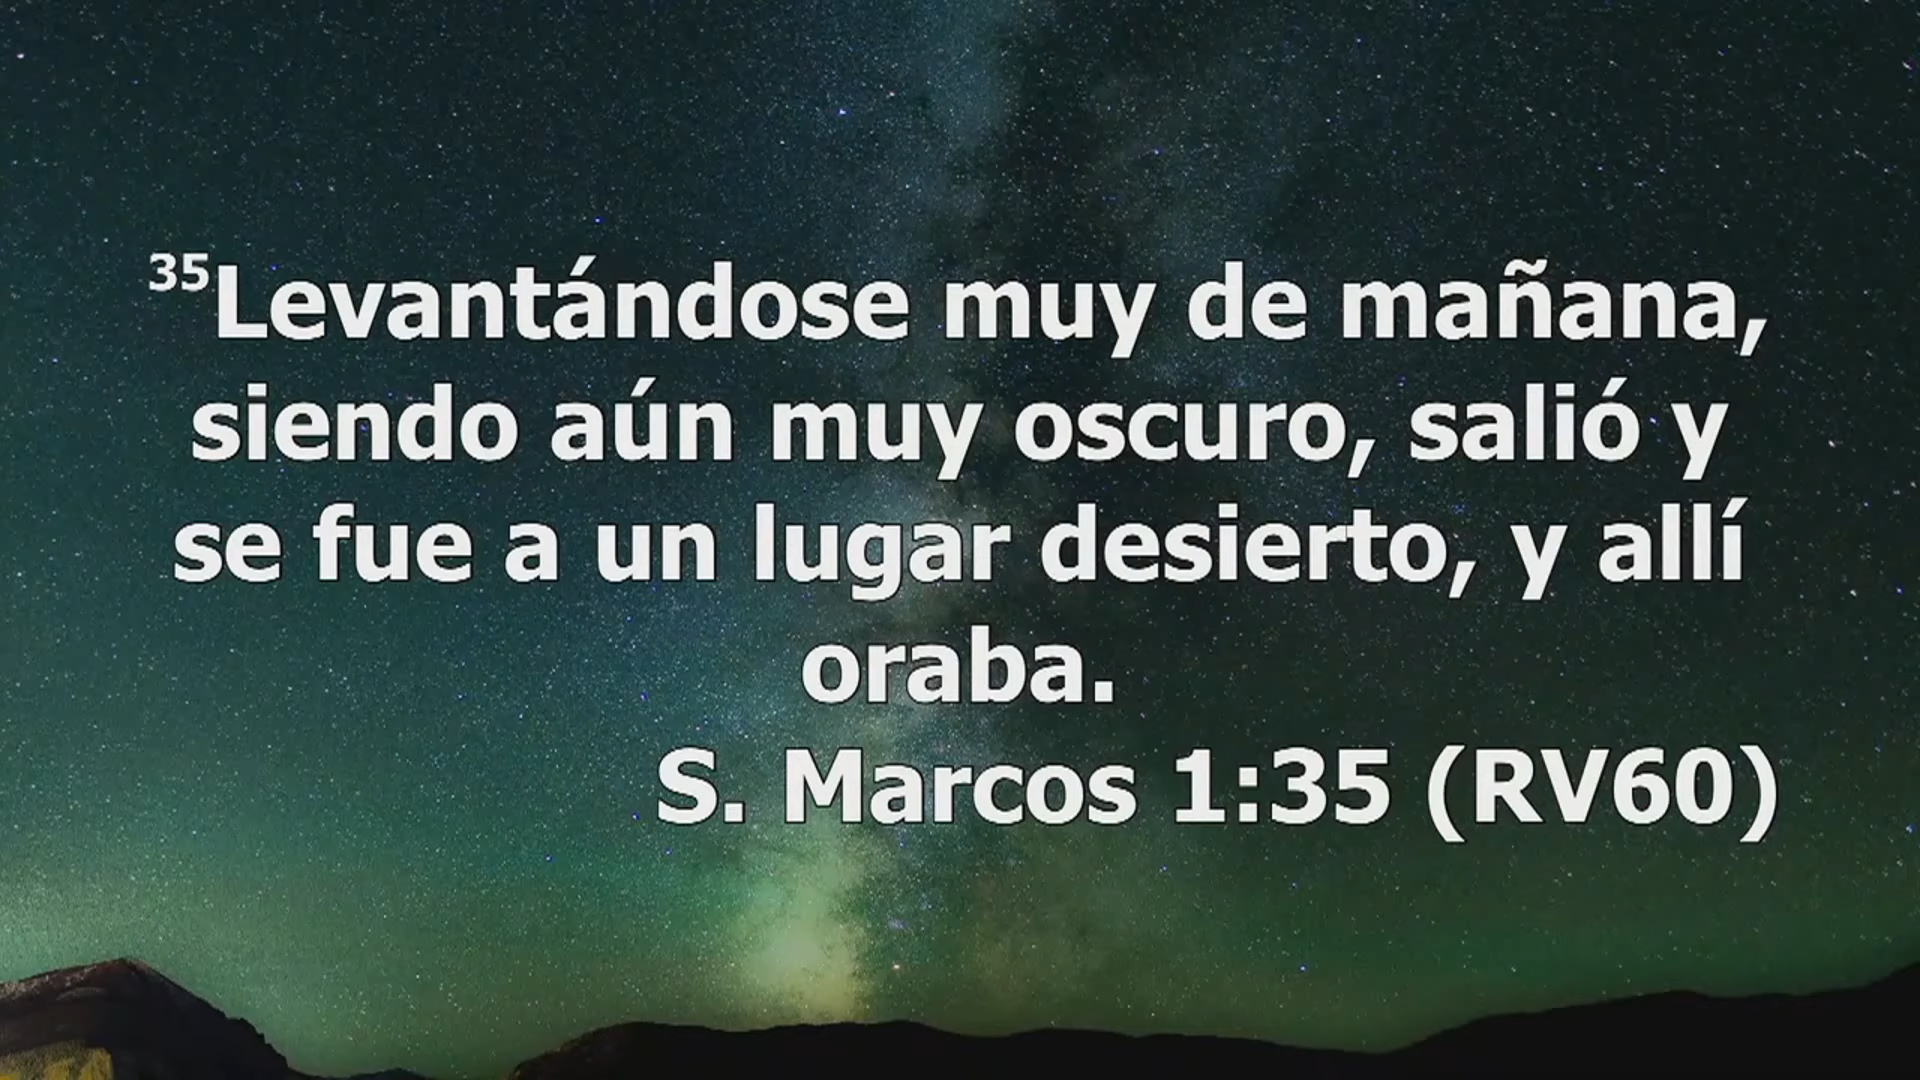 35Levantándose muy de mañana,
siendo aún muy oscuro, salió y
se fue a un lugar desierto, y allí
oraba.
S. Marcos 1:35 (RV60)